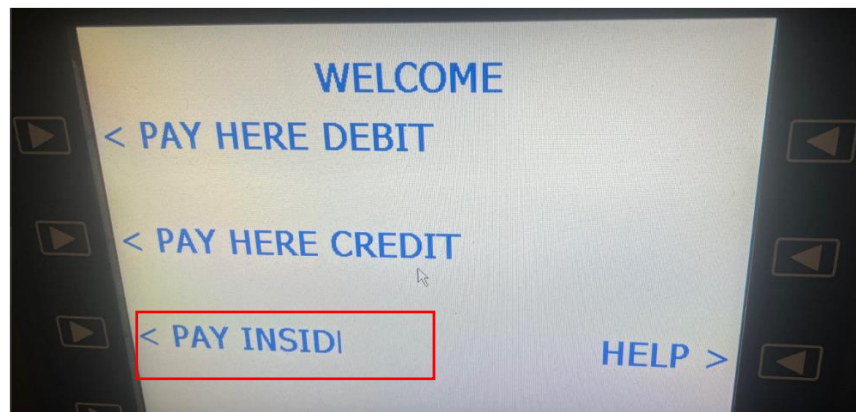 WELCOME
< PAY HERE DEBIT
< PAY HERE CREDIT
< PAY INSID
HELP >